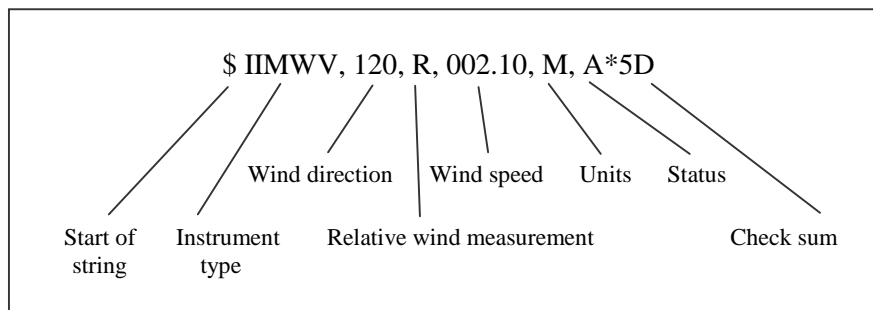 $ IIMWV, 120, R, 002.10, M, A*5D
Wind direction Wind speed Units Status
Start of string Instrument type Relative wind measurement Check sum